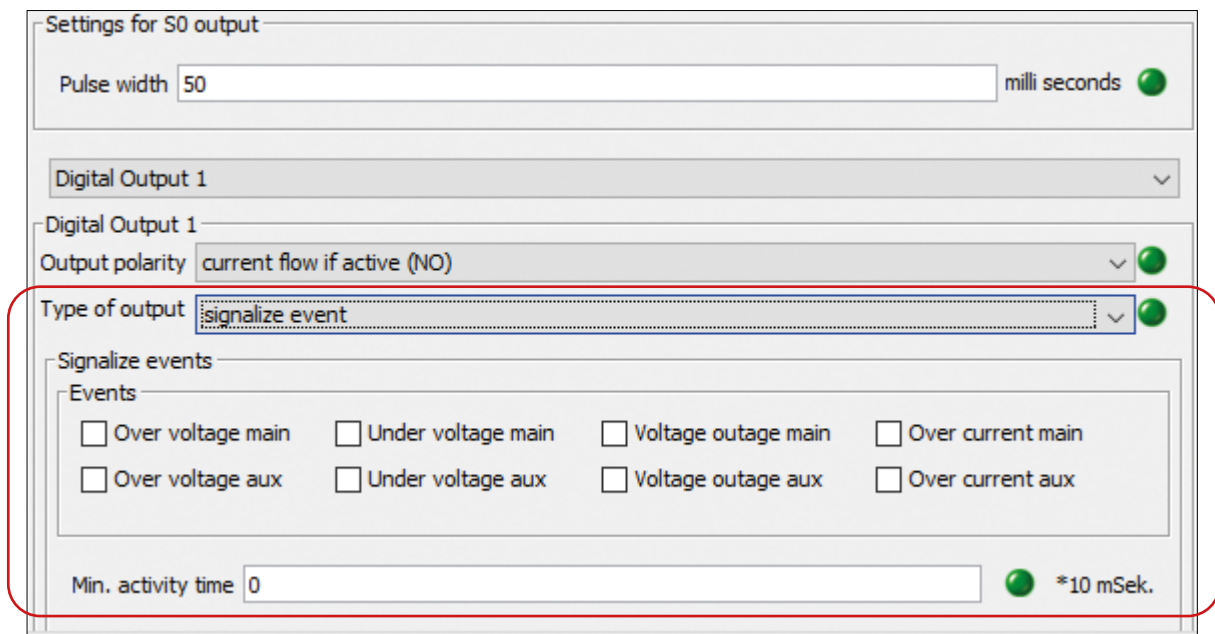 Settings for S0 output
Pulse width 50 milli seconds
Digital Output 1
Digital Output 1
Output polarity current flow if active (NO)
Type of output signalize event
Signalize events
Events
Over voltage main Under voltage main Voltage outage main Over current main
Over voltage aux Under voltage aux Voltage outage aux Over current aux
Min. activity time 0 *10 mSek.